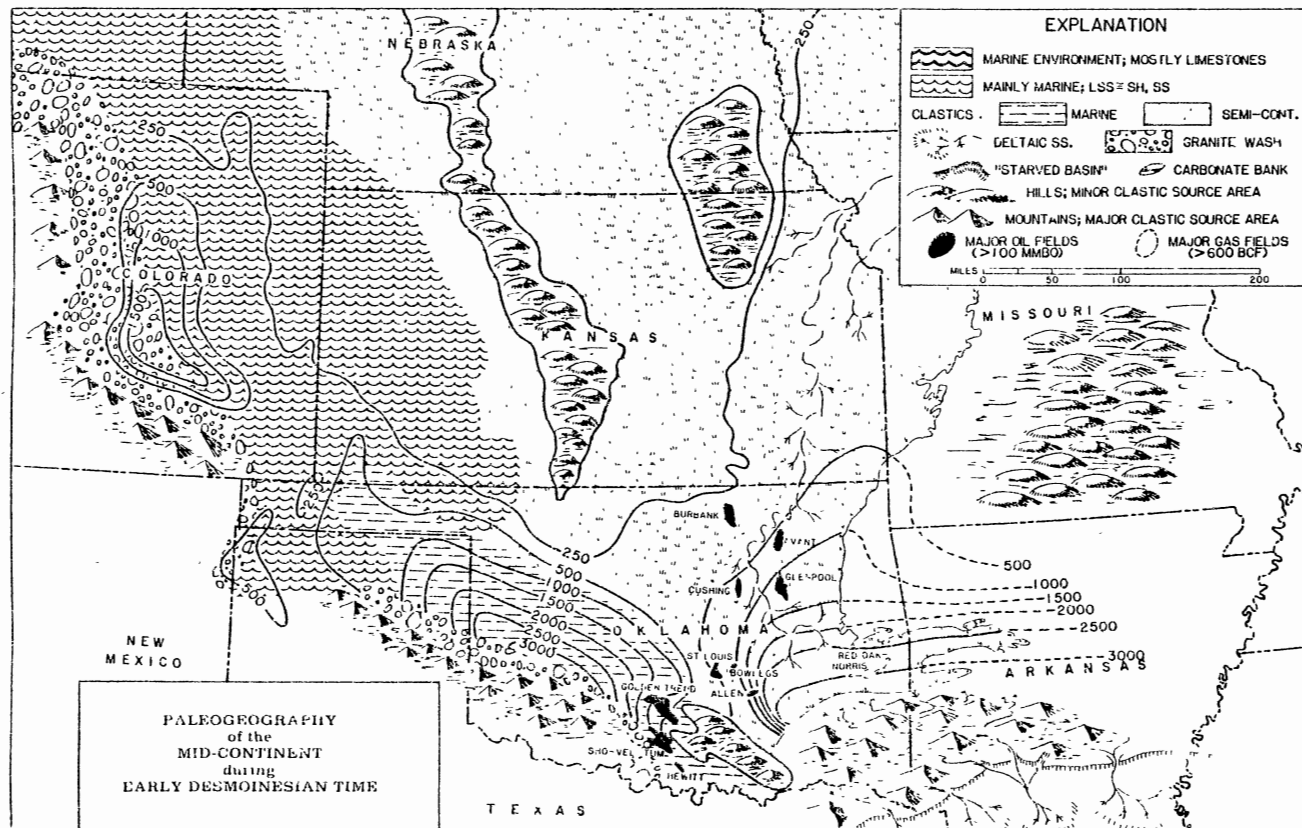 EXPLANATION
MARINE ENVIRONMENT; MOSTLY LIMESTONES
MAINLY MARINE; LSS≅SH, SS
CLASTICS. MARINE SEMI-CONT.
DELTAIC SS. GRANITE WASH
"STARVED BASIN" CARBONATE BANK
HILLS; MINOR CLASTIC SOURCE AREA
MOUNTAINS; MAJOR CLASTIC SOURCE AREA
MAJOR OIL FIELDS MAJOR GAS FIELDS
(>100 MMBO) (>600 BCF)
MILES 0 50 100 200
NEBRASKA
250
250
500
1000
COLORADO
1500
KANSAS
MISSOURI
250
BURBANK
250
500
AVANT
500
500
1000
GLENPOOL
1000
1500
CUSHING
1500
2000
2000
2500
OKLAHOMA
2500
3000
ST LOUIS
RED OAK
NORRIS
3000
BOWLEGS
ARKANSAS
ALLEN
NEW
MEXICO
GOLDEN TREND
SHO-VEL-TUM
HEWITT
TEXAS
PALEOGEOGRAPHY
of the
MID-CONTINENT
during
EARLY DESMOINESIAN TIME